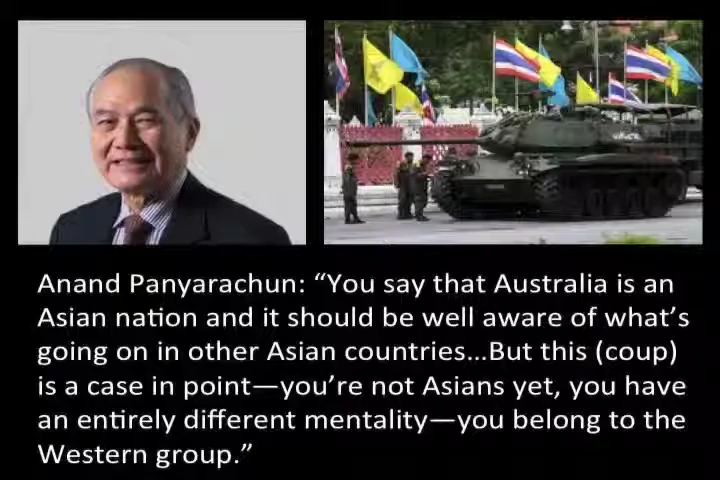 Anand Panyarachun: “You say that Australia is an
Asian nation and it should be well aware of what’s
going on in other Asian countries…But this (coup)
is a case in point—you’re not Asians yet, you have
an entirely different mentality—you belong to the
Western group.”